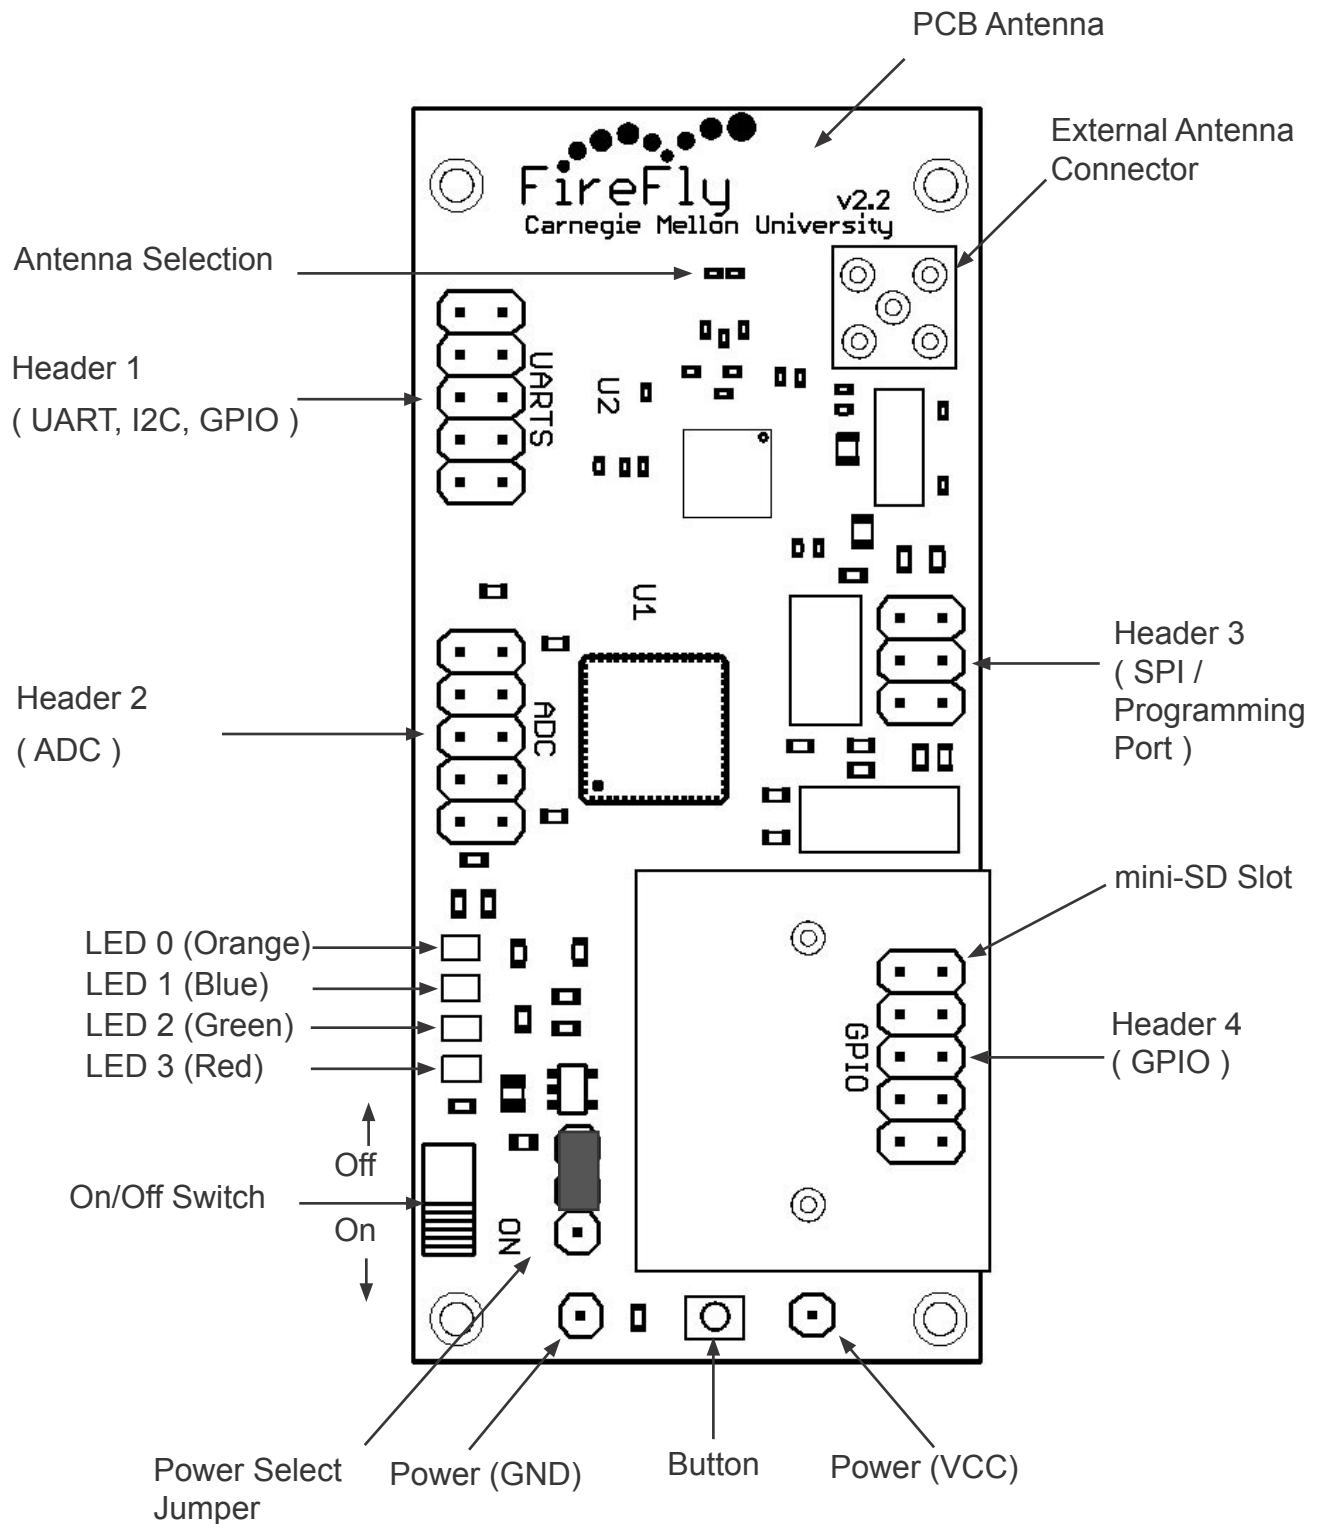 PCB Antenna
External Antenna
Connector
FireFly
v2.2
Carnegie Mellon University
Antenna Selection
Header 1
( UART, I2C, GPIO )
UARTS
U2
U1
Header 2
( ADC )
ADC
Header 3
( SPI /
Programming
Port )
mini-SD Slot
LED 0 (Orange)
LED 1 (Blue)
LED 2 (Green)
LED 3 (Red)
Header 4
( GPIO )
GPIO
Off
On/Off Switch
On
ON
Power Select
Jumper
Power (GND)
Button
Power (VCC)